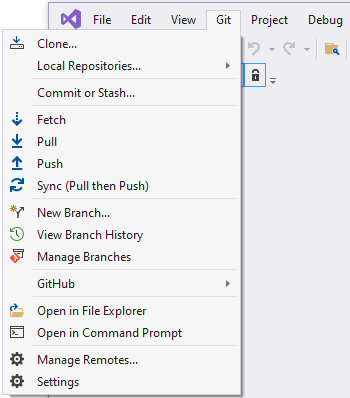 File Edit View Git Project Debug
Clone...
Local Repositories...
Commit or Stash...
Fetch
Pull
Push
Sync (Pull then Push)
New Branch...
View Branch History
Manage Branches
GitHub
Open in File Explorer
Open in Command Prompt
Manage Remotes...
Settings